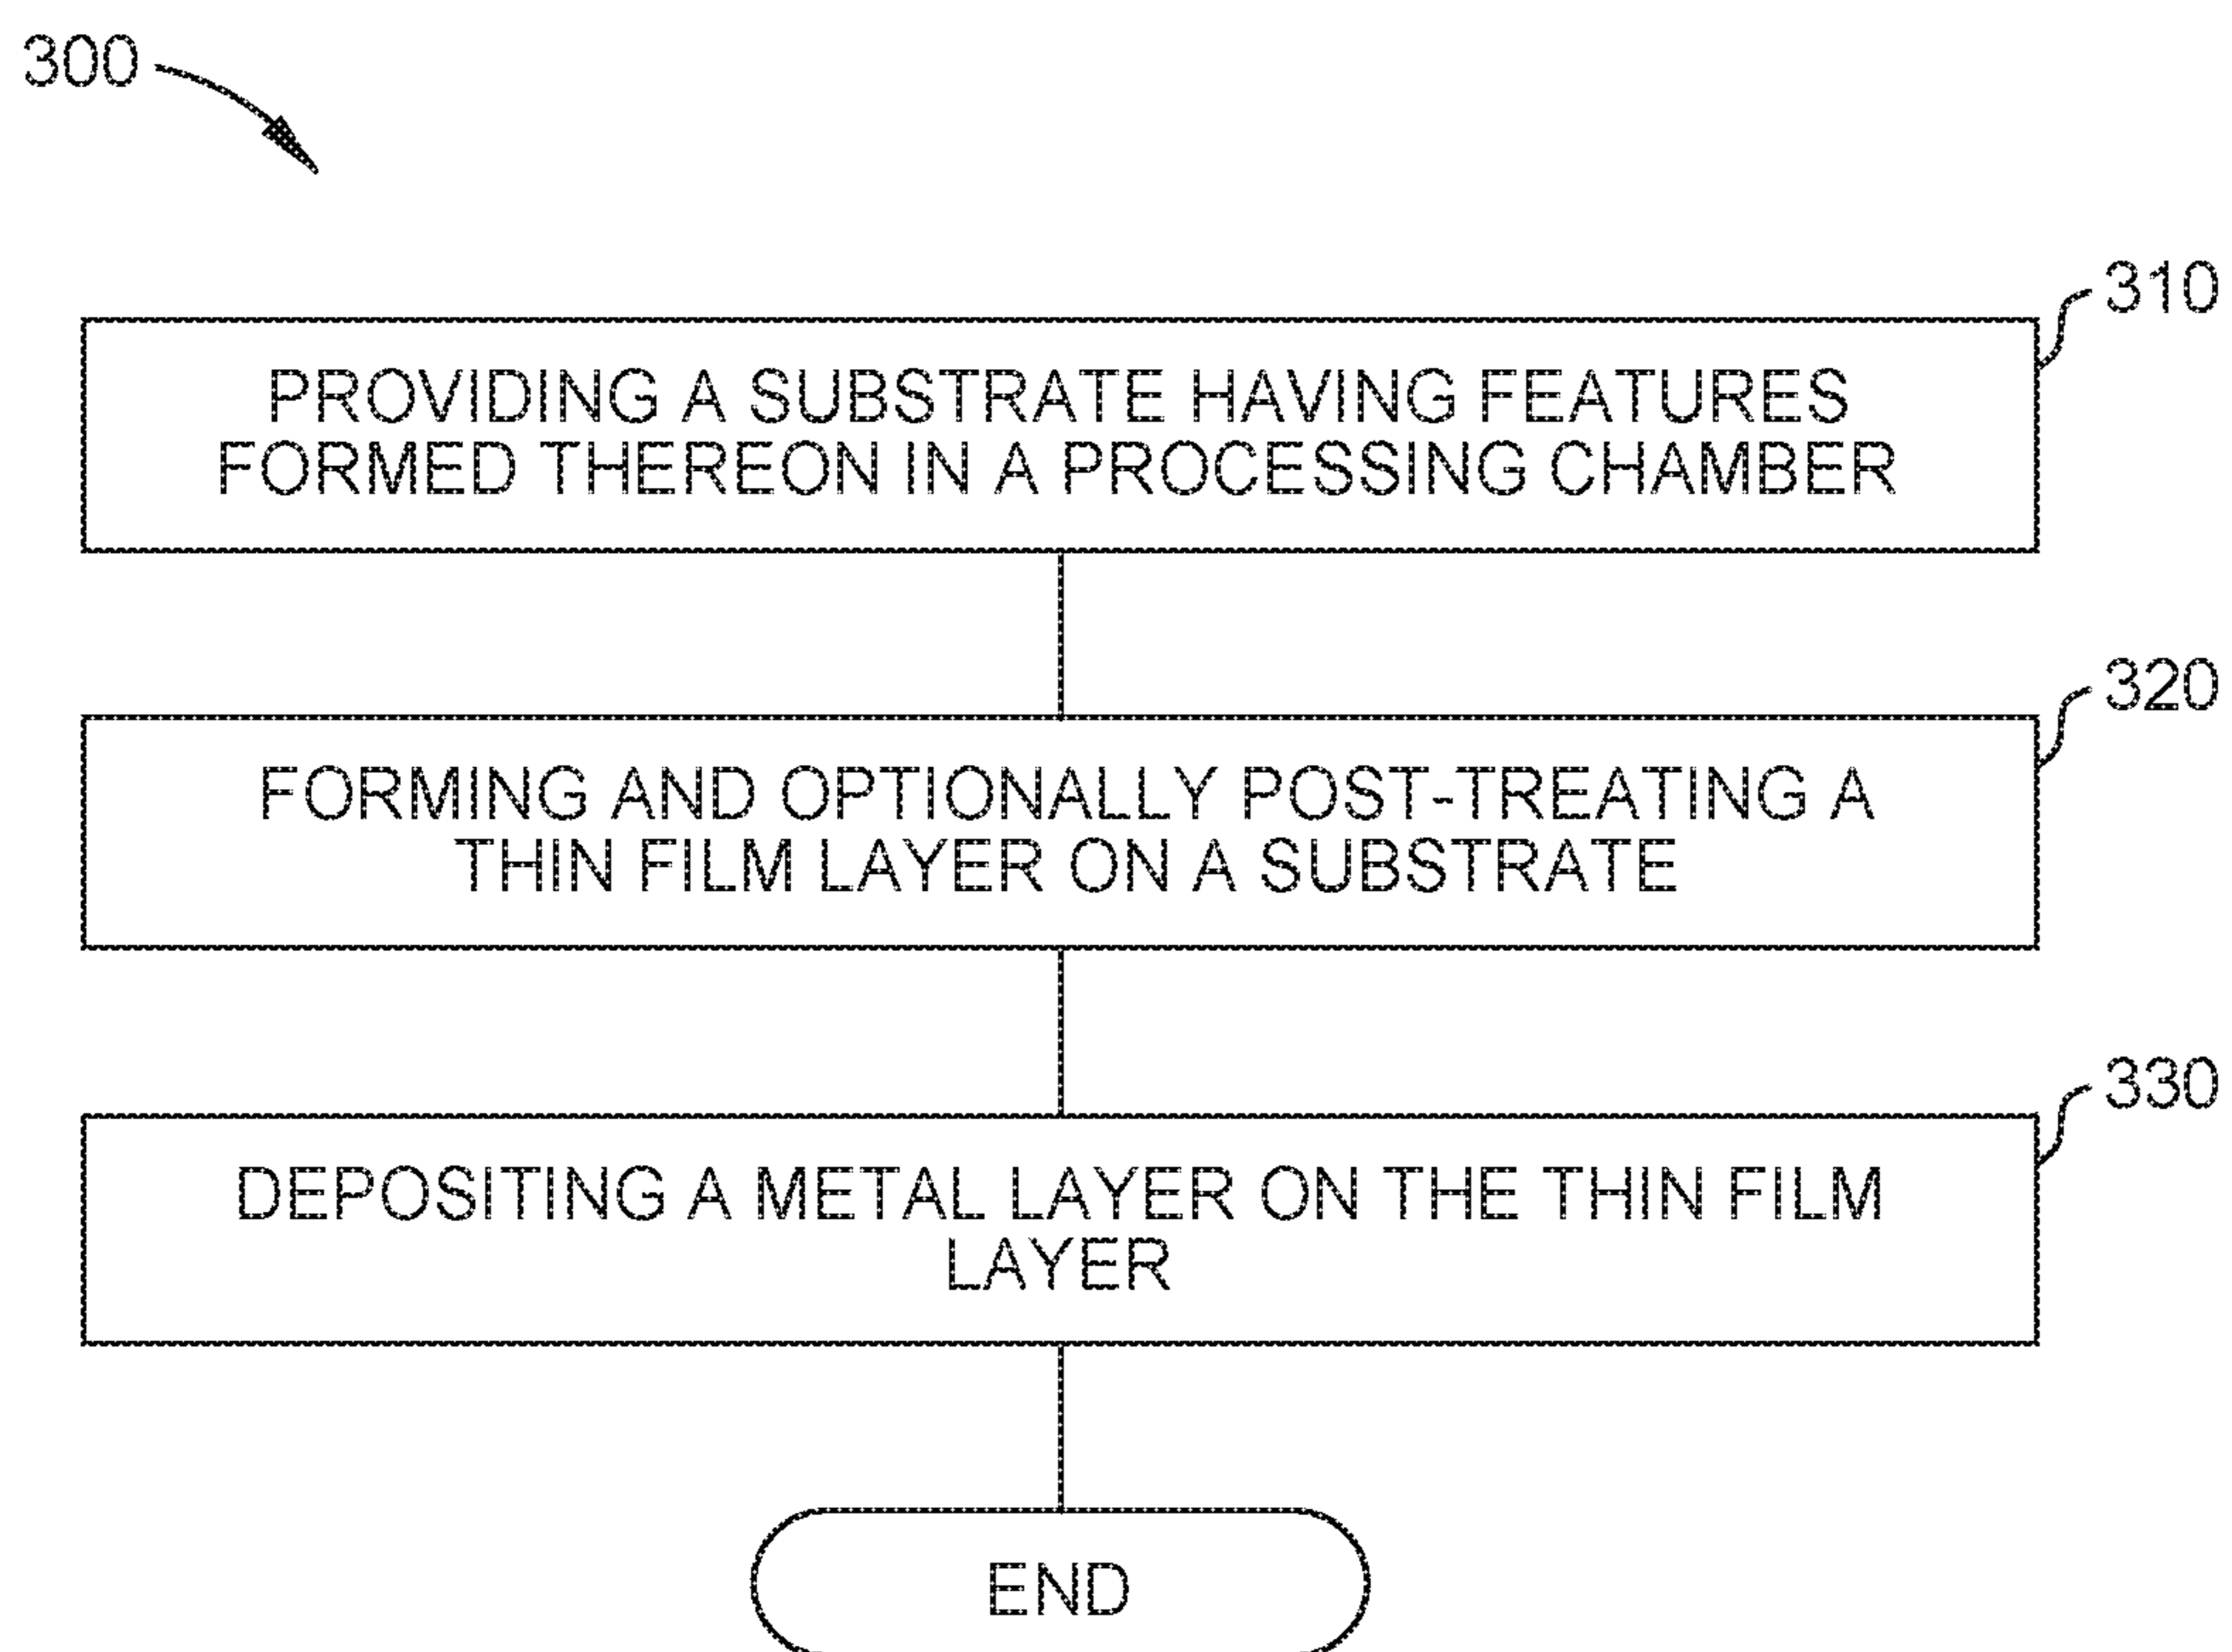 300
310
PROVIDING A SUBSTRATE HAVING FEATURES
FORMED THEREON IN A PROCESSING CHAMBER
320
FORMING AND OPTIONALLY POST-TREATING A
THIN FILM LAYER ON A SUBSTRATE
330
DEPOSITING A METAL LAYER ON THE THIN FILM
LAYER
END